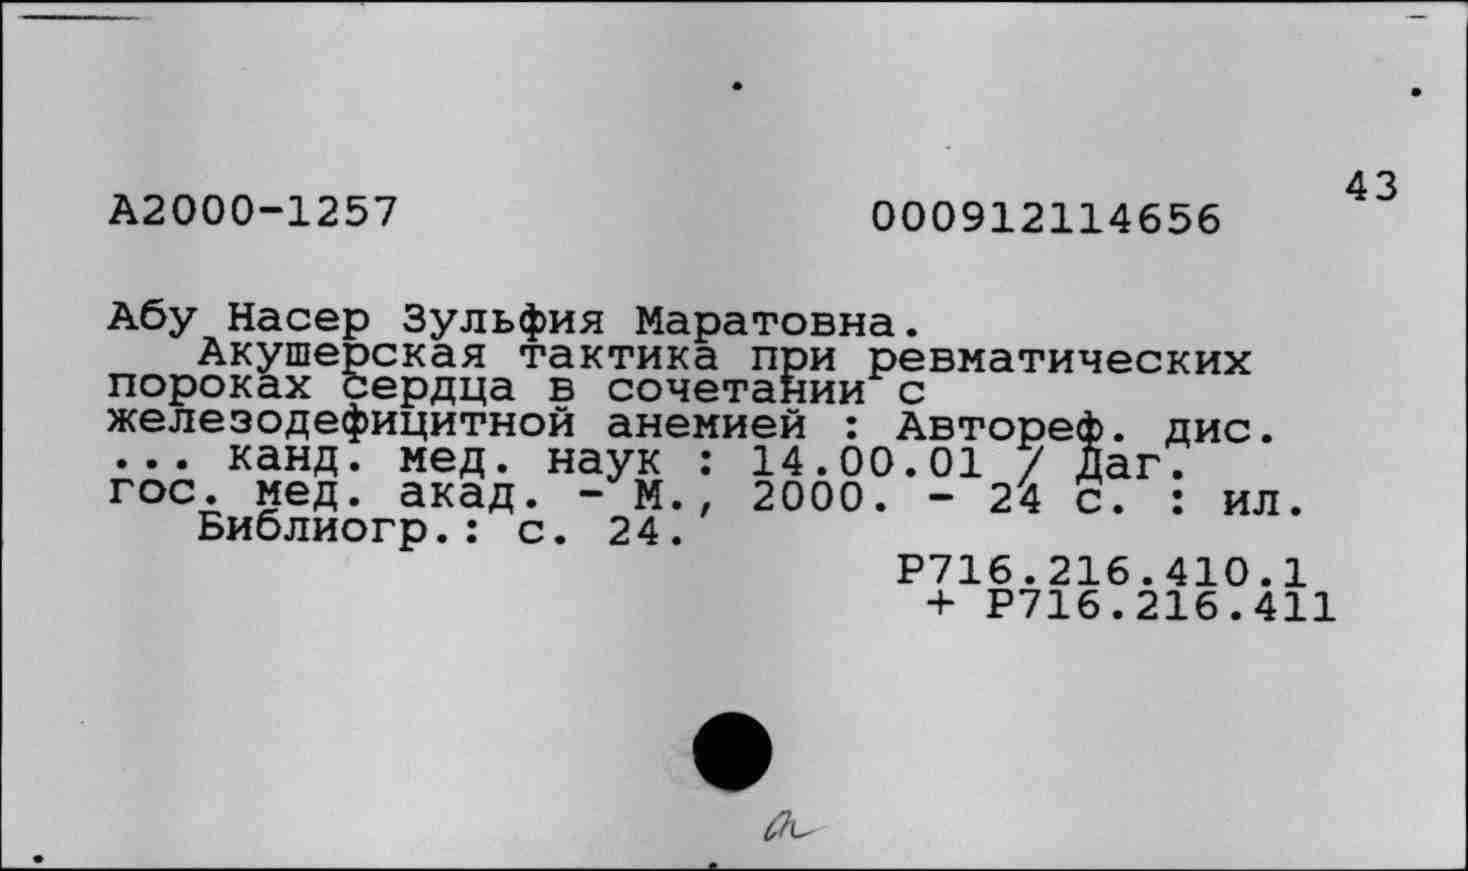 43
А2000-1257 000912114656
Абу Насер Зульфия Маратовна.
Акушерская тактика при ревматических
пороках сердца в сочетании с
железодефицитной анемией : Автореф. дис.
... канд. мед. наук : 14.00.01 / Даг.
гос. мед. акад. - М., 2000. - 24 с. : ил.
Библиогр.: с. 24.
Р716.216.410.1
+ Р716.216.411